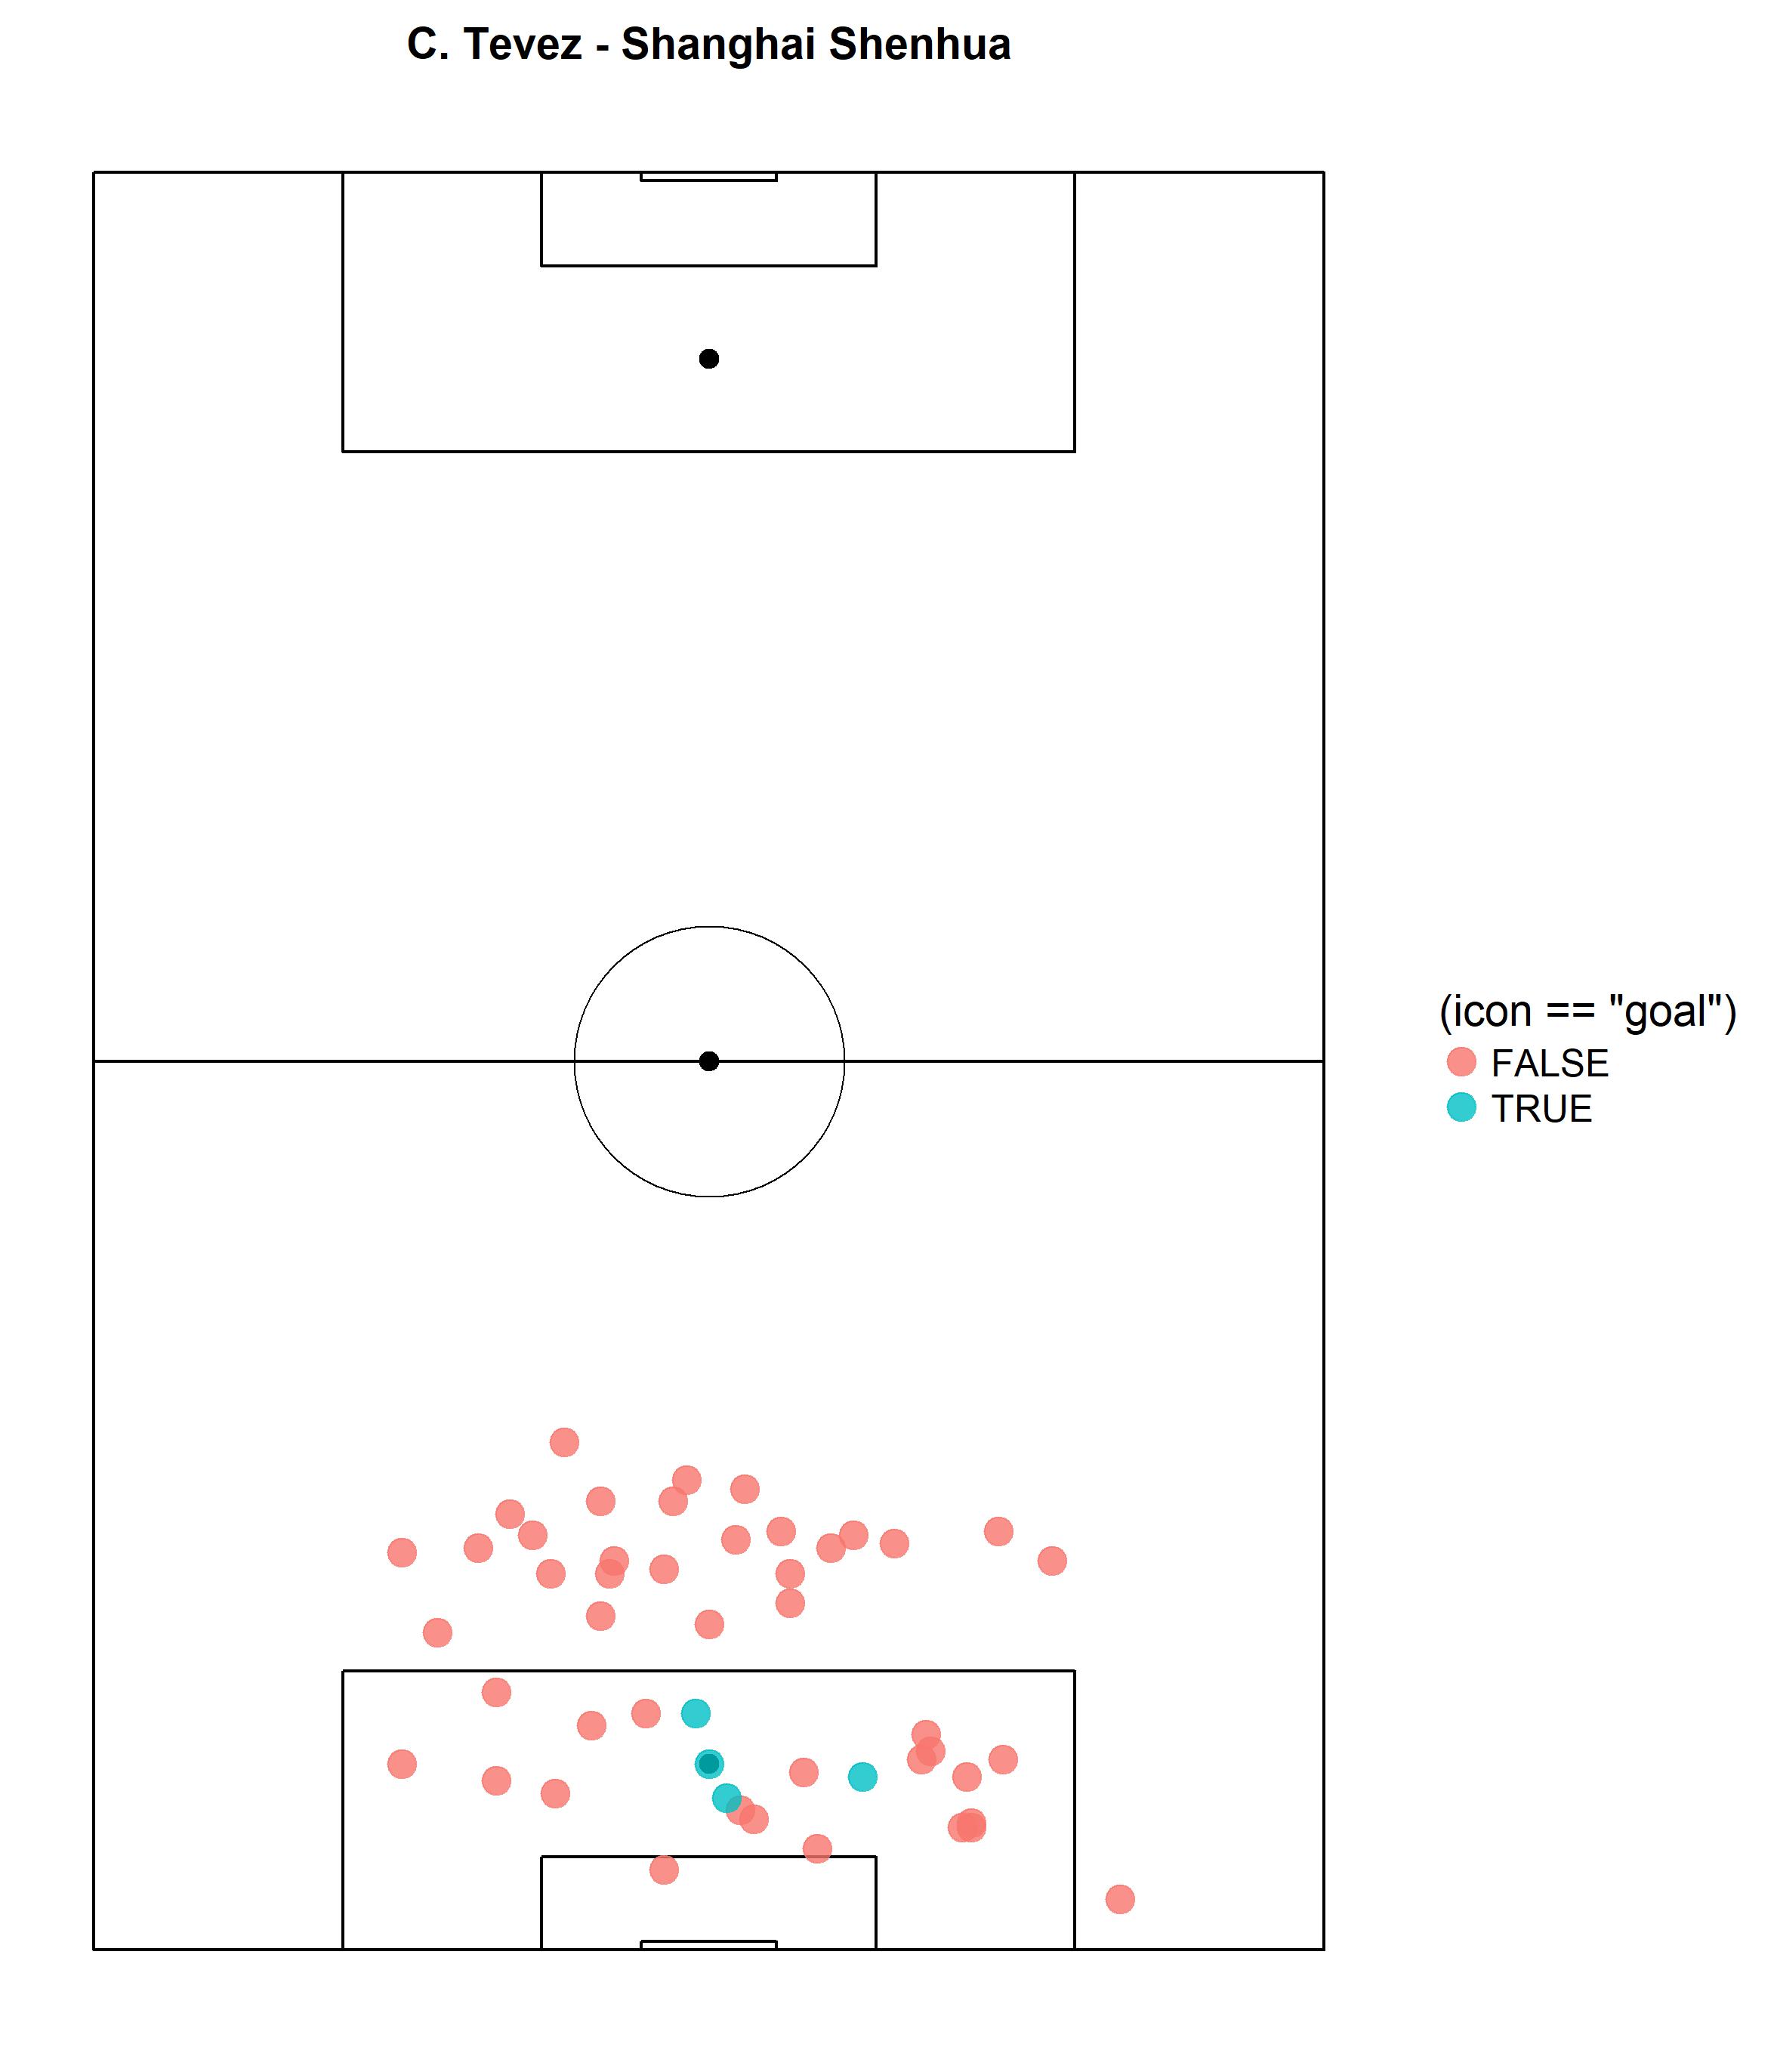 C. Tevez - Shanghai Shenhua
(icon == "goal")
FALSE
TRUE